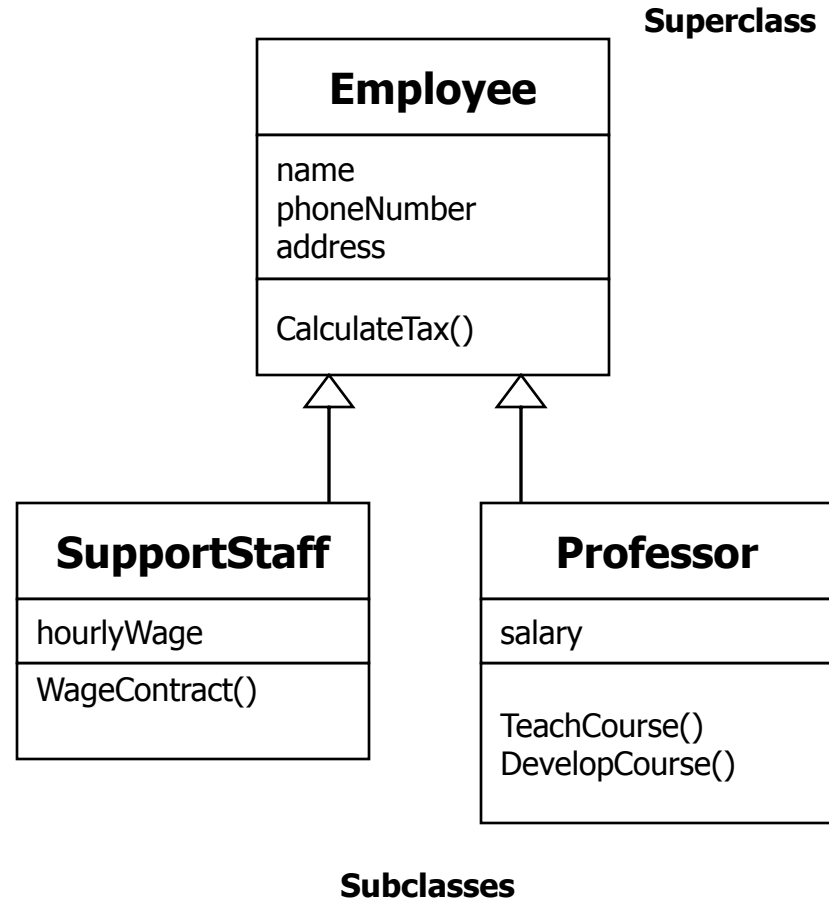 Superclass
Employee
name
phoneNumber
address
CalculateTax()
SupportStaff
hourlyWage
WageContract()
Professor
salary
TeachCourse()
DevelopCourse()
Subclasses